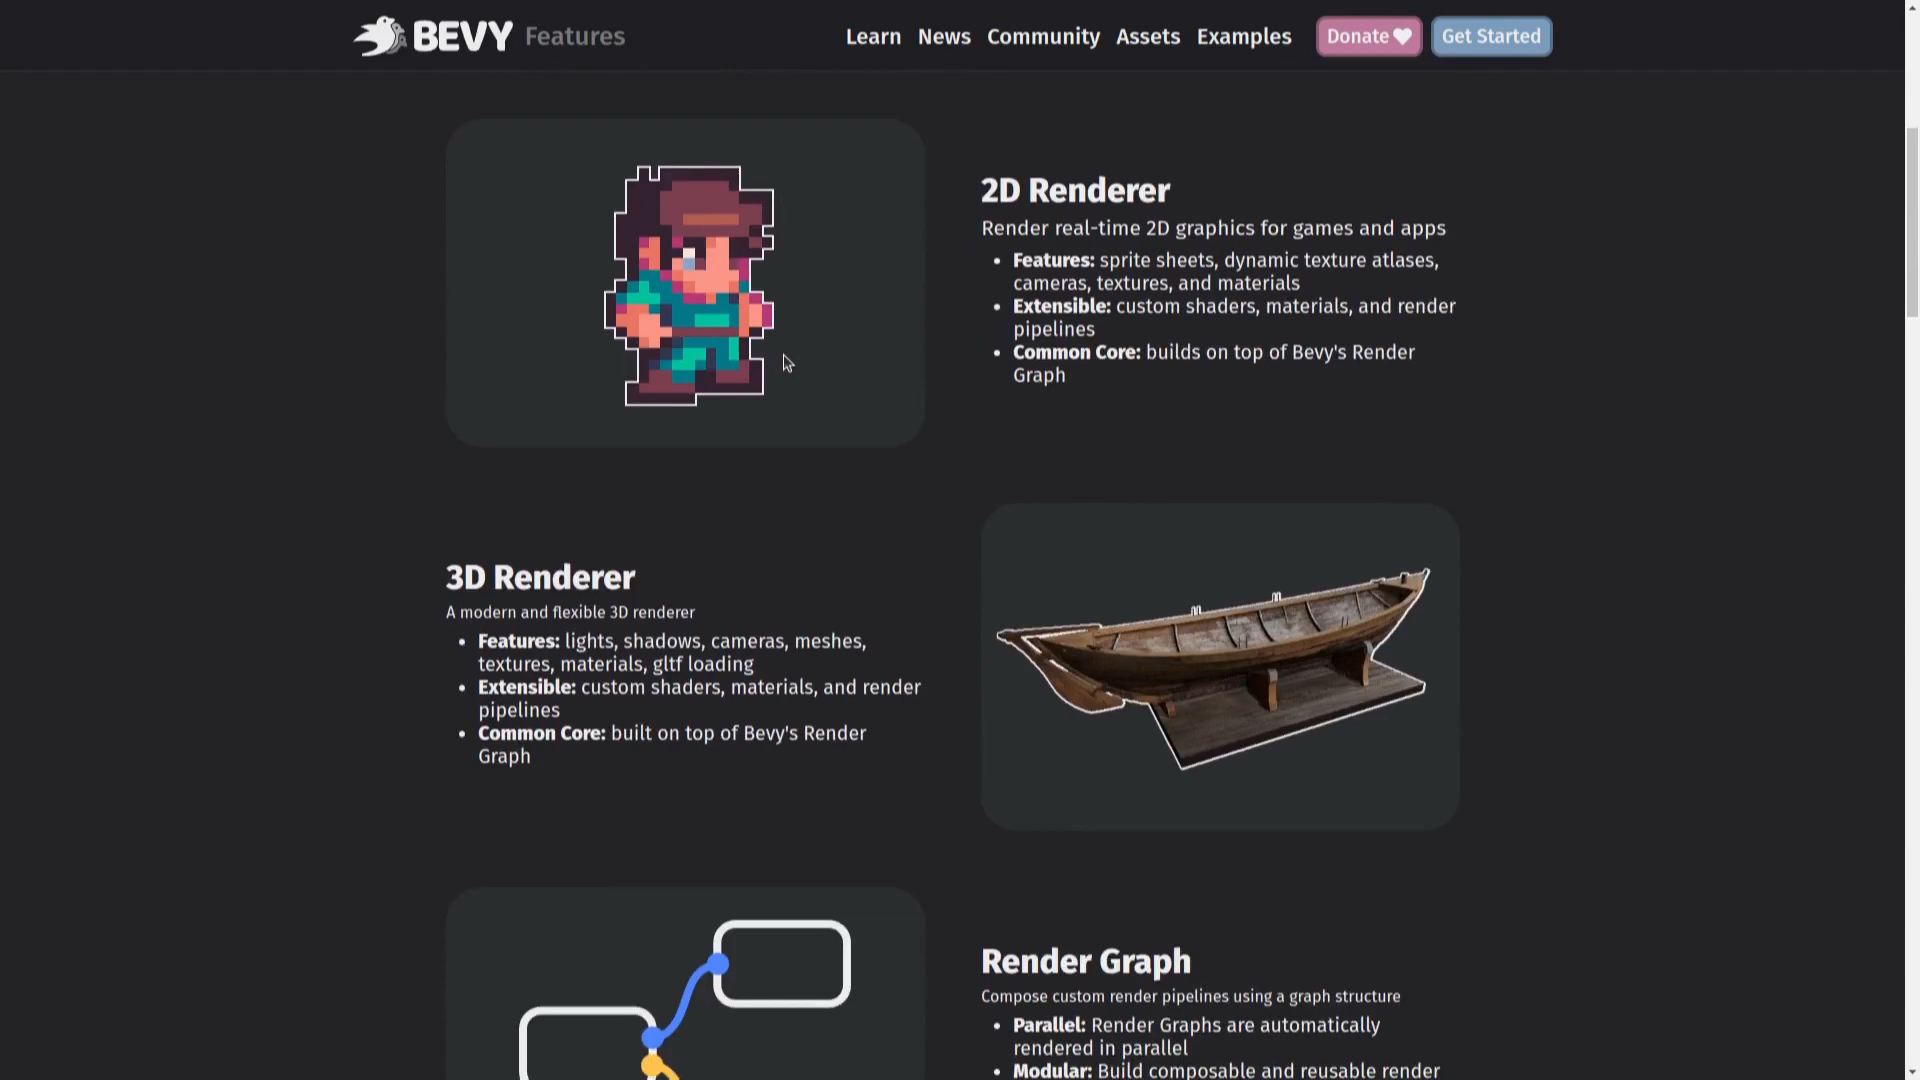 BEVY Features
Learn News Community Assets Examples Donate Get Started
2D Renderer
Render real-time 2D graphics for games and apps
• Features: sprite sheets, dynamic texture atlases,
cameras, textures, and materials
• Extensible: custom shaders, materials, and render
pipelines
• Common Core: builds on top of Bevy's Render
Graph
3D Renderer
A modern and flexible 3D renderer
• Features: lights, shadows, cameras, meshes,
textures, materials, gltf loading
• Extensible: custom shaders, materials, and render
pipelines
• Common Core: built on top of Bevy's Render
Graph
Render Graph
Compose custom render pipelines using a graph structure
• Parallel: Render Graphs are automatically
rendered in parallel
• Modular: Build composable and reusable render